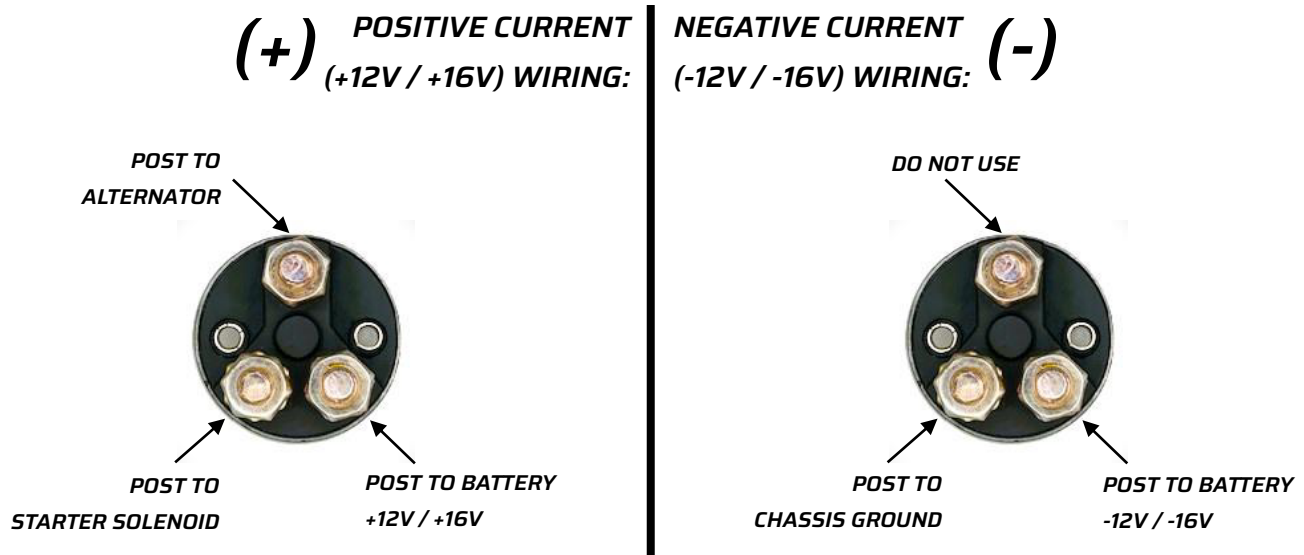 (+)
POSITIVE CURRENT
(+12V / +16V) WIRING:
POST TO
ALTERNATOR
POST TO
STARTER SOLENOID
POST TO BATTERY
+12V / +16V
NEGATIVE CURRENT
(-12V / -16V) WIRING:
(-)
DO NOT USE
POST TO
CHASSIS GROUND
POST TO BATTERY
-12V / -16V